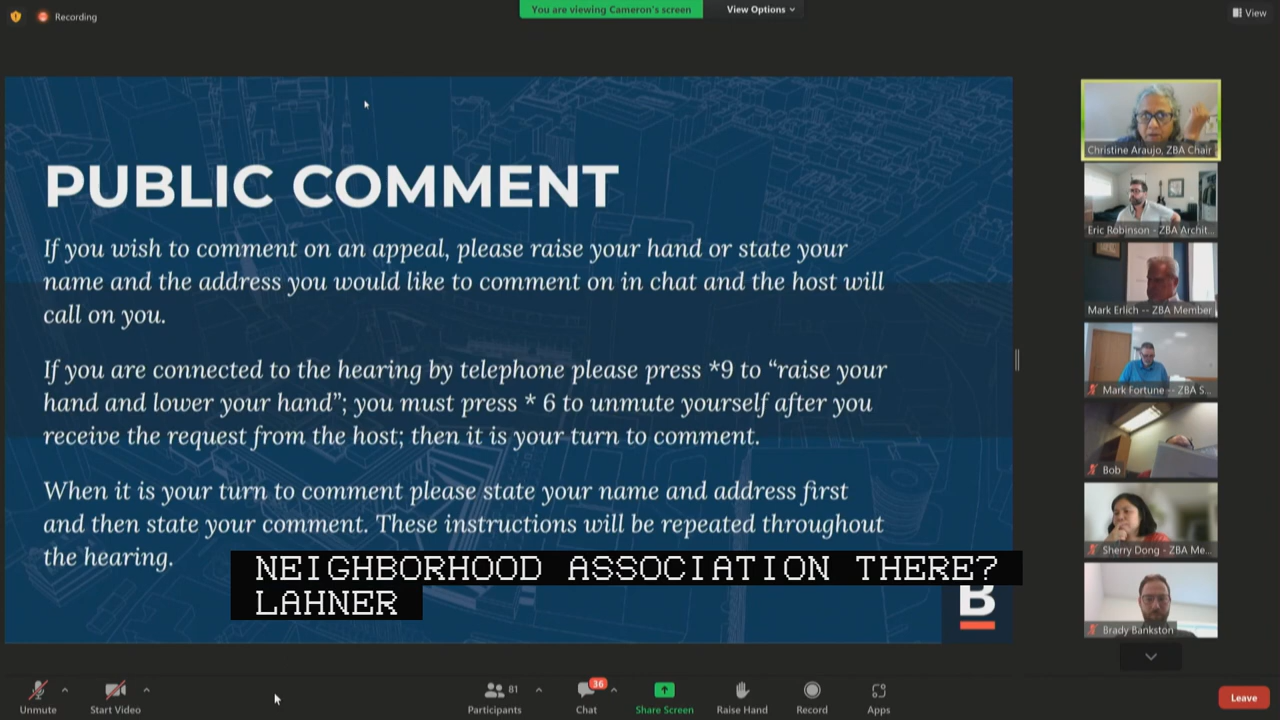 Recording
You are viewing Cameron's screen
View Options
View
PUBLIC COMMENT
If you wish to comment on an appeal, please raise your hand or state your
name and the address you would like to comment on in chat and the host will
call on you.
If you are connected to the hearing by telephone please press *9 to “raise your
hand and lower your hand”; you must press * 6 to unmute yourself after you
receive the request from the host; then it is your turn to comment.
When it is your turn to comment please state your name and address first
and then state your comment. These instructions will be repeated throughout
the hearing.
NEIGHBORHOOD ASSOCIATION THERE?
LAHNER
B
Christine Araujo, ZBA Chair
Eric Robinson - ZBA Archit...
Mark Erlich -- ZBA Member
Mark Fortune -- ZBA S...
Bob
Sherry Dong - ZBA Me...
Brady Bankston
Unmute
Start Video
81
Participants
36
Chat
Share Screen
Raise Hand
Record
Apps
Leave